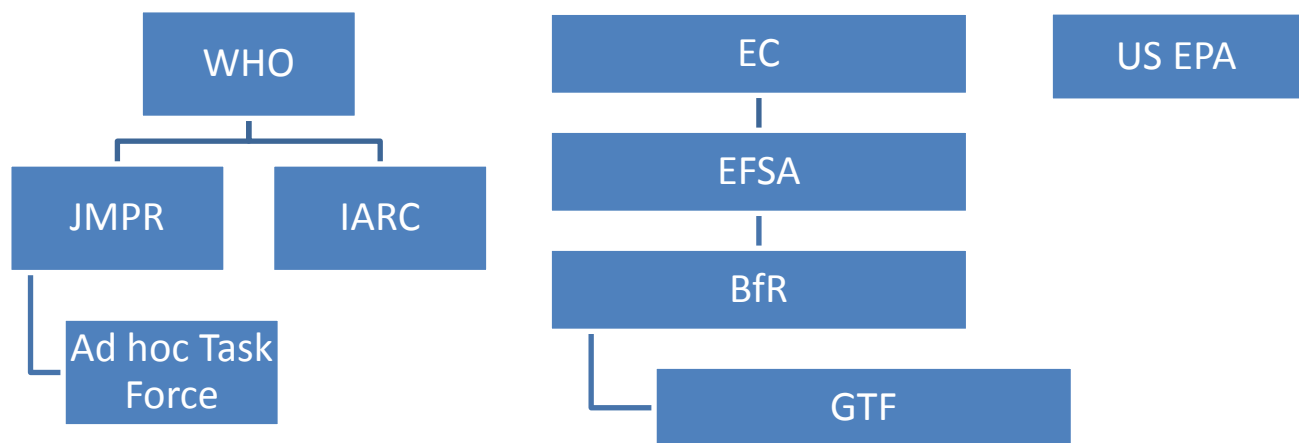 WHO
EC
US EPA
JMPR
IARC
EFSA
BfR
Ad hoc Task
Force
GTF